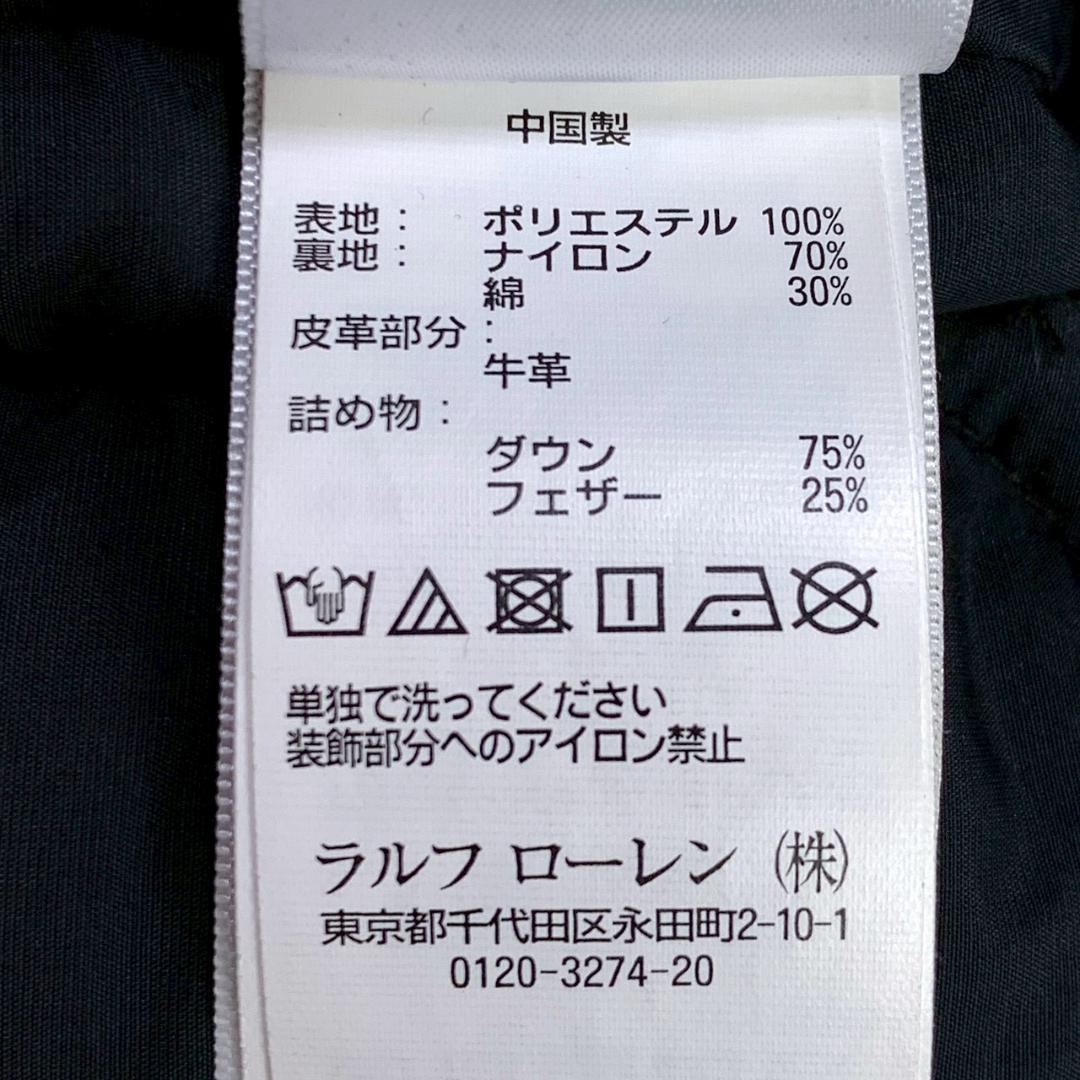 中国製
表地： ポリエステル 100%
裏地： ナイロン 70%
綿 30%
皮革部分：
牛革
詰め物：
ダウン 75%
フェザー 25%
単独で洗ってください
装飾部分へのアイロン禁止
ラルフ ローレン (株)
東京都千代田区永田町2-10-1
0120-3274-20